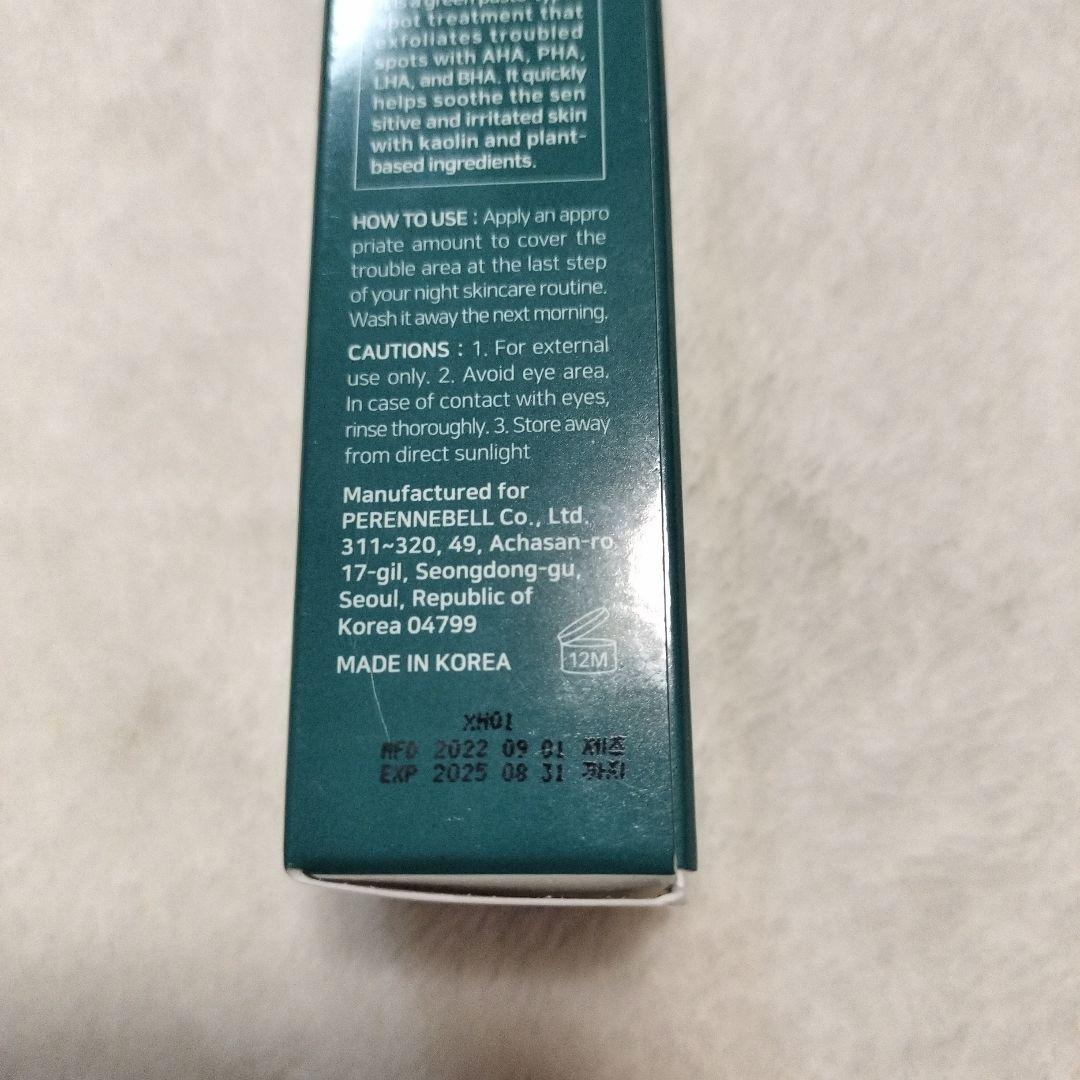 is a green paste-type
spot treatment that
exfoliates troubled
spots with AHA, PHA,
LHA, and BHA. It quickly
helps soothe the sen
sitive and irritated skin
with kaolin and plant-
based ingredients.
HOW TO USE : Apply an appro
priate amount to cover the
trouble area at the last step
of your night skincare routine.
Wash it away the next morning.
CAUTIONS : 1. For external
use only. 2. Avoid eye area.
In case of contact with eyes,
rinse thoroughly. 3. Store away
from direct sunlight
Manufactured for
PERENNEBELL Co., Ltd.
311~320, 49, Achasan-ro
17-gil, Seongdong-gu,
Seoul, Republic of
Korea 04799
MADE IN KOREA
12M
XW01
MFD 2022 09 01 제조
EXP 2025 08 31 까지